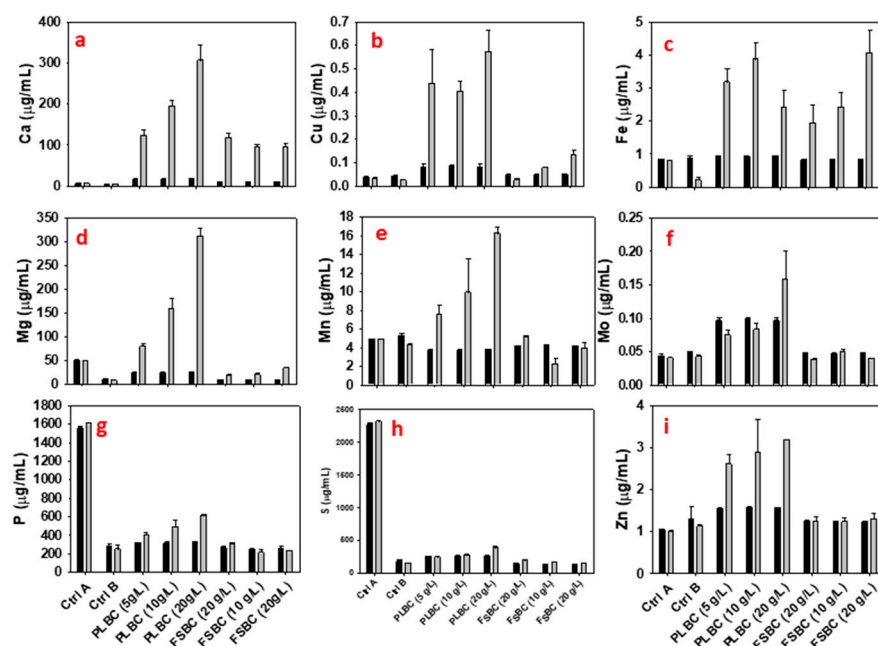 a
Ca (µg/mL)
400
300
200
100
0
b
Cu (µg/mL)
0.7
0.6
0.5
0.4
0.3
0.2
0.1
0.0
c
Fe (µg/mL)
5
4
3
2
1
0
d
Mg (µg/mL)
350
300
250
200
150
100
50
0
e
Mn (µg/mL)
18
16
14
12
10
8
6
4
2
0
f
Mo (µg/mL)
0.25
0.20
0.15
0.10
0.05
0.00
g
P (µg/mL)
1800
1600
1400
1200
1000
800
600
400
200
0
Ctrl A
Ctrl B
PLBC (5g/L)
PLBC (10g/L)
PLBC (20g/L)
FSBC (20 g/L)
FSBC (10 g/L)
FSBC (20g/L)
h
S (µg/mL)
2600
2100
1600
1100
600
0
Ctrl A
Ctrl B
PLBC (5 g/L)
PLBC (10 g/L)
PLBC (20g/L)
FSBC (20 g/L)
FSBC (10g/L)
FSBC (20 g/L)
i
Zn (µg/mL)
4
3
2
1
0
Ctrl A
Ctrl B
PLBC (5 g/L)
PLBC (10 g/L)
PLBC (20 g/L)
FSBC (20 g/L)
FSBC (10 g/L)
FSBC (20 g/L)